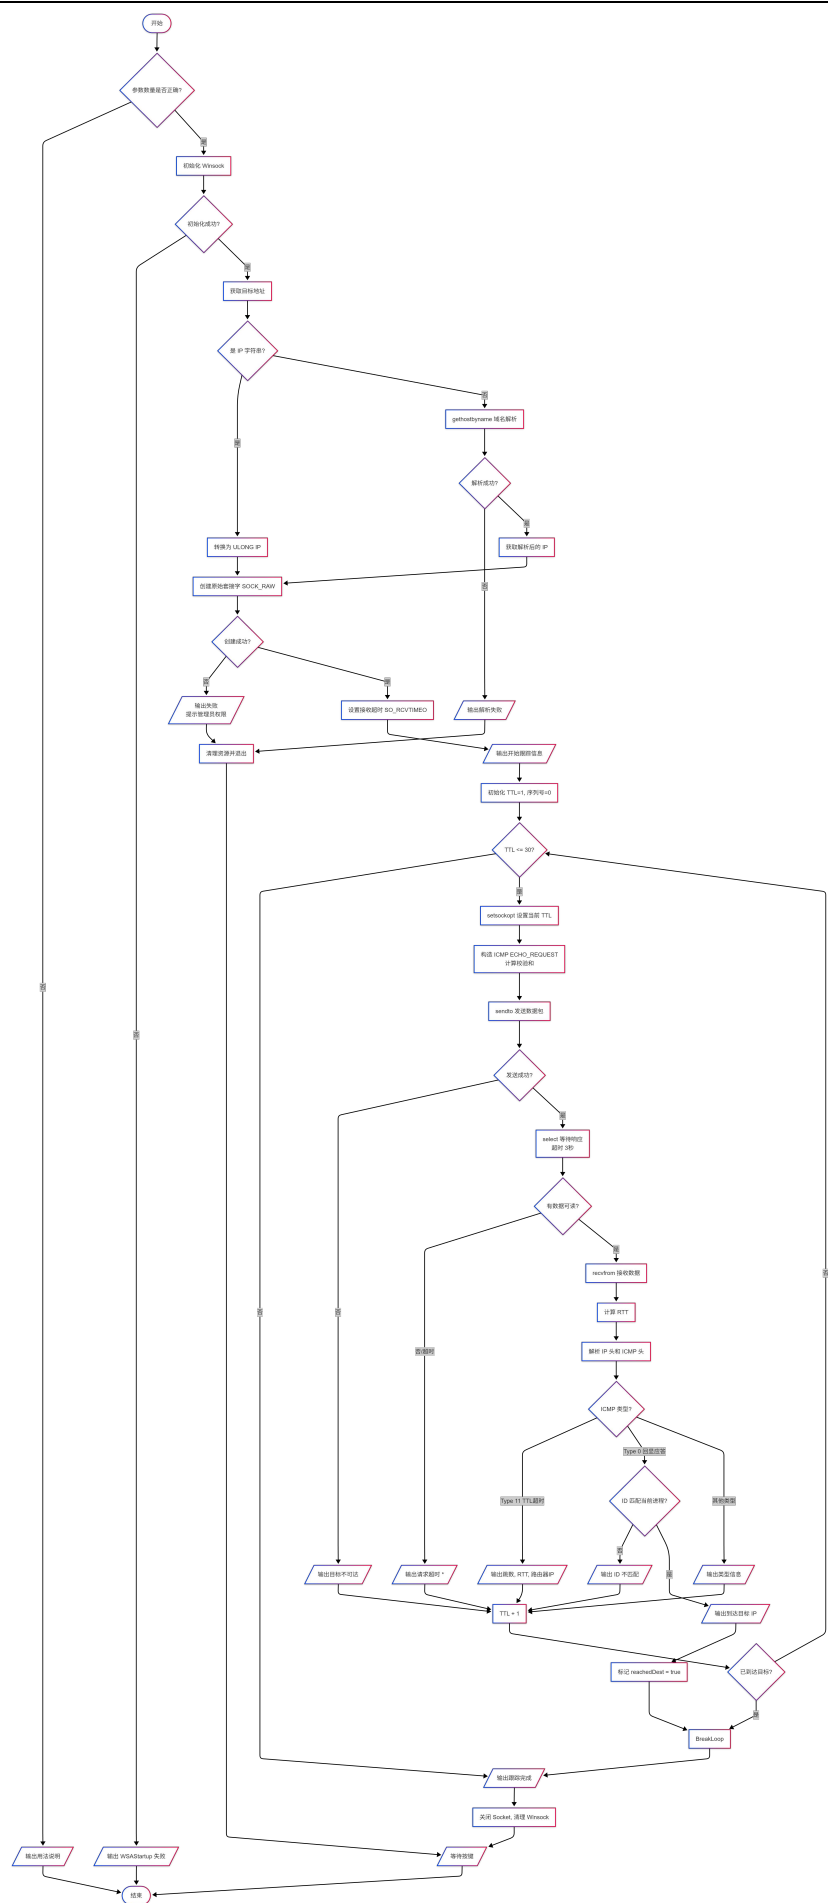 开始
参数数量是否正确?
是
初始化 Winsock
初始化成功?
是
获取目标地址
是 IP 字符串?
否
gethostbyname 域名解析
是
解析成功?
是
转换为 ULONG IP
获取解析后的 IP
创建原始套接字 SOCK_RAW
否
创建成功?
否
是
输出失败
提示管理员权限
设置接收超时 SO_RCVTIMEO
输出解析失败
清理资源并退出
输出开始跟踪信息
初始化 TTL=1, 序列号=0
TTL <= 30?
是
setsockopt 设置当前 TTL
构造 ICMP ECHO_REQUEST
计算校验和
否
sendto 发送数据包
否
发送成功?
是
select 等待响应
超时 3秒
有数据可读?
是
recvfrom 接收数据
否
计算 RTT
否
否
否/超时
解析 IP 头和 ICMP 头
ICMP 类型?
Type 0 回显应答
Type 11 TTL超时
ID 匹配当前进程?
其他类型
否
是
输出目标不可达
输出请求超时 *
输出跳数, RTT, 路由器IP
输出 ID 不匹配
输出类型信息
TTL + 1
输出到达目标 IP
标记 reachedDest = true
已到达目标?
是
BreakLoop
输出跟踪完成
关闭 Socket, 清理 Winsock
输出用法说明
输出 WSAStartup 失败
等待按键
结束